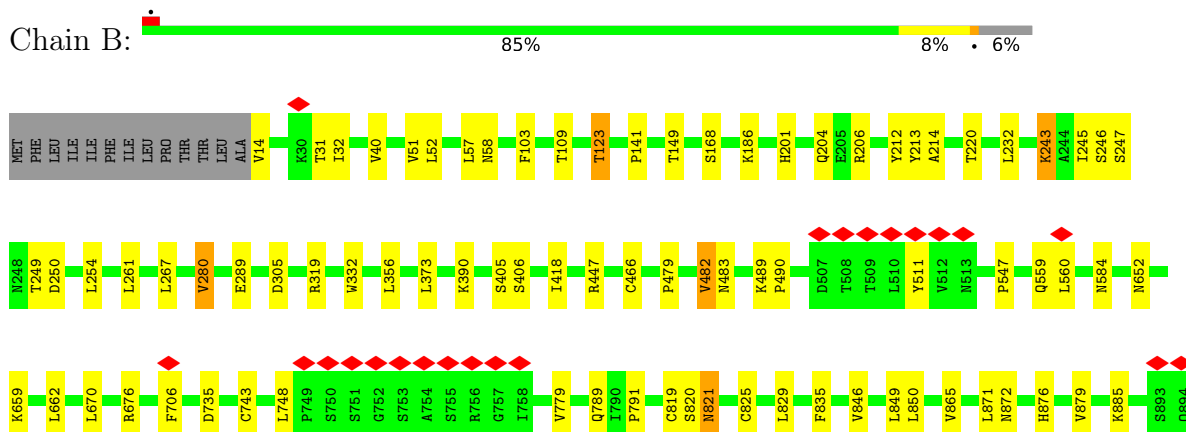 Chain B:
85% 8% • 6%
MET PHE LEU ILE ILE PHE ILE LEU PRO THR THR LEU ALA V14 K30 T31 I32 V40 V51 L52 L57 N58 F103 T109 T123 P141 T149 S168 K186 H201 Q204 E205 R206 Y212 Y213 A214 T220 L232 K243 A244 I245 S246 S247
N248 T249 D250 L254 L261 L267 V280 E289 D305 R319 W332 L356 L373 K390 S405 S406 I418 R447 C466 P479 V482 N483 K489 P490 D507 T508 T509 L510 Y511 V512 N513 P547 Q559 L560 N584 N652
K659 L662 L670 R676 F706 D735 C743 L748 P749 S750 S751 G752 S753 A754 S755 R756 G757 I758 V779 Q789 I790 P791 C819 S820 N821 C825 L829 F835 V846 L849 L850 V865 L871 N872 H876 V879 K885 S893 Q894